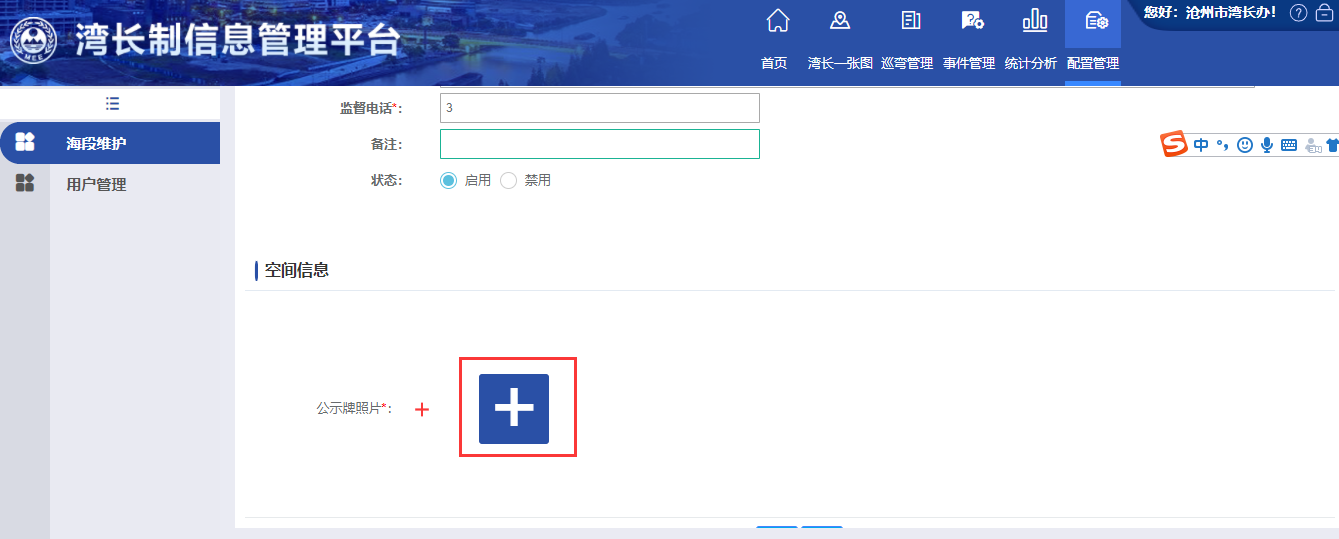 您好：沧州市湾长办！
湾长制信息管理平台
MEE
首页 湾长一张图 巡弯管理 事件管理 统计分析 配置管理
监督电话*： 3
海段维护
备注：
中
用户管理
状态： 启用 禁用
空间信息
公示牌照片*：